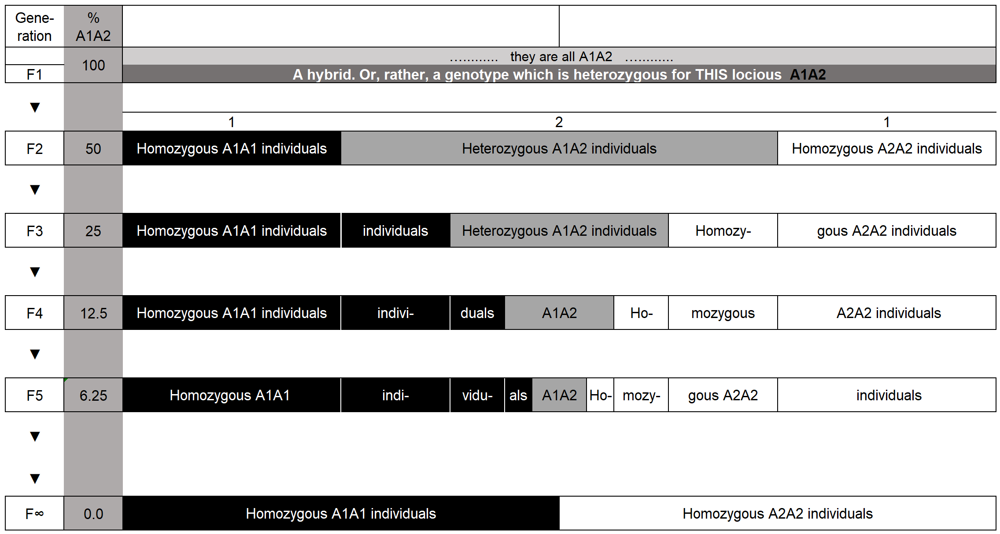 Gene-
ration
%
A1A2
100
…......... they are all A1A2 ….........
F1
A hybrid. Or, rather, a genotype which is heterozygous for THIS locious A1A2
▼
1 2 1
F2 50 Homozygous A1A1 individuals Heterozygous A1A2 individuals Homozygous A2A2 individuals
▼
F3 25 Homozygous A1A1 individuals individuals Heterozygous A1A2 individuals Homozy- gous A2A2 individuals
▼
F4 12.5 Homozygous A1A1 individuals indivi- duals A1A2 Ho- mozygous A2A2 individuals
▼
F5 6.25 Homozygous A1A1 indi- vidu- als A1A2 Ho- mozy- gous A2A2 individuals
▼
▼
F∞ 0.0 Homozygous A1A1 individuals Homozygous A2A2 individuals